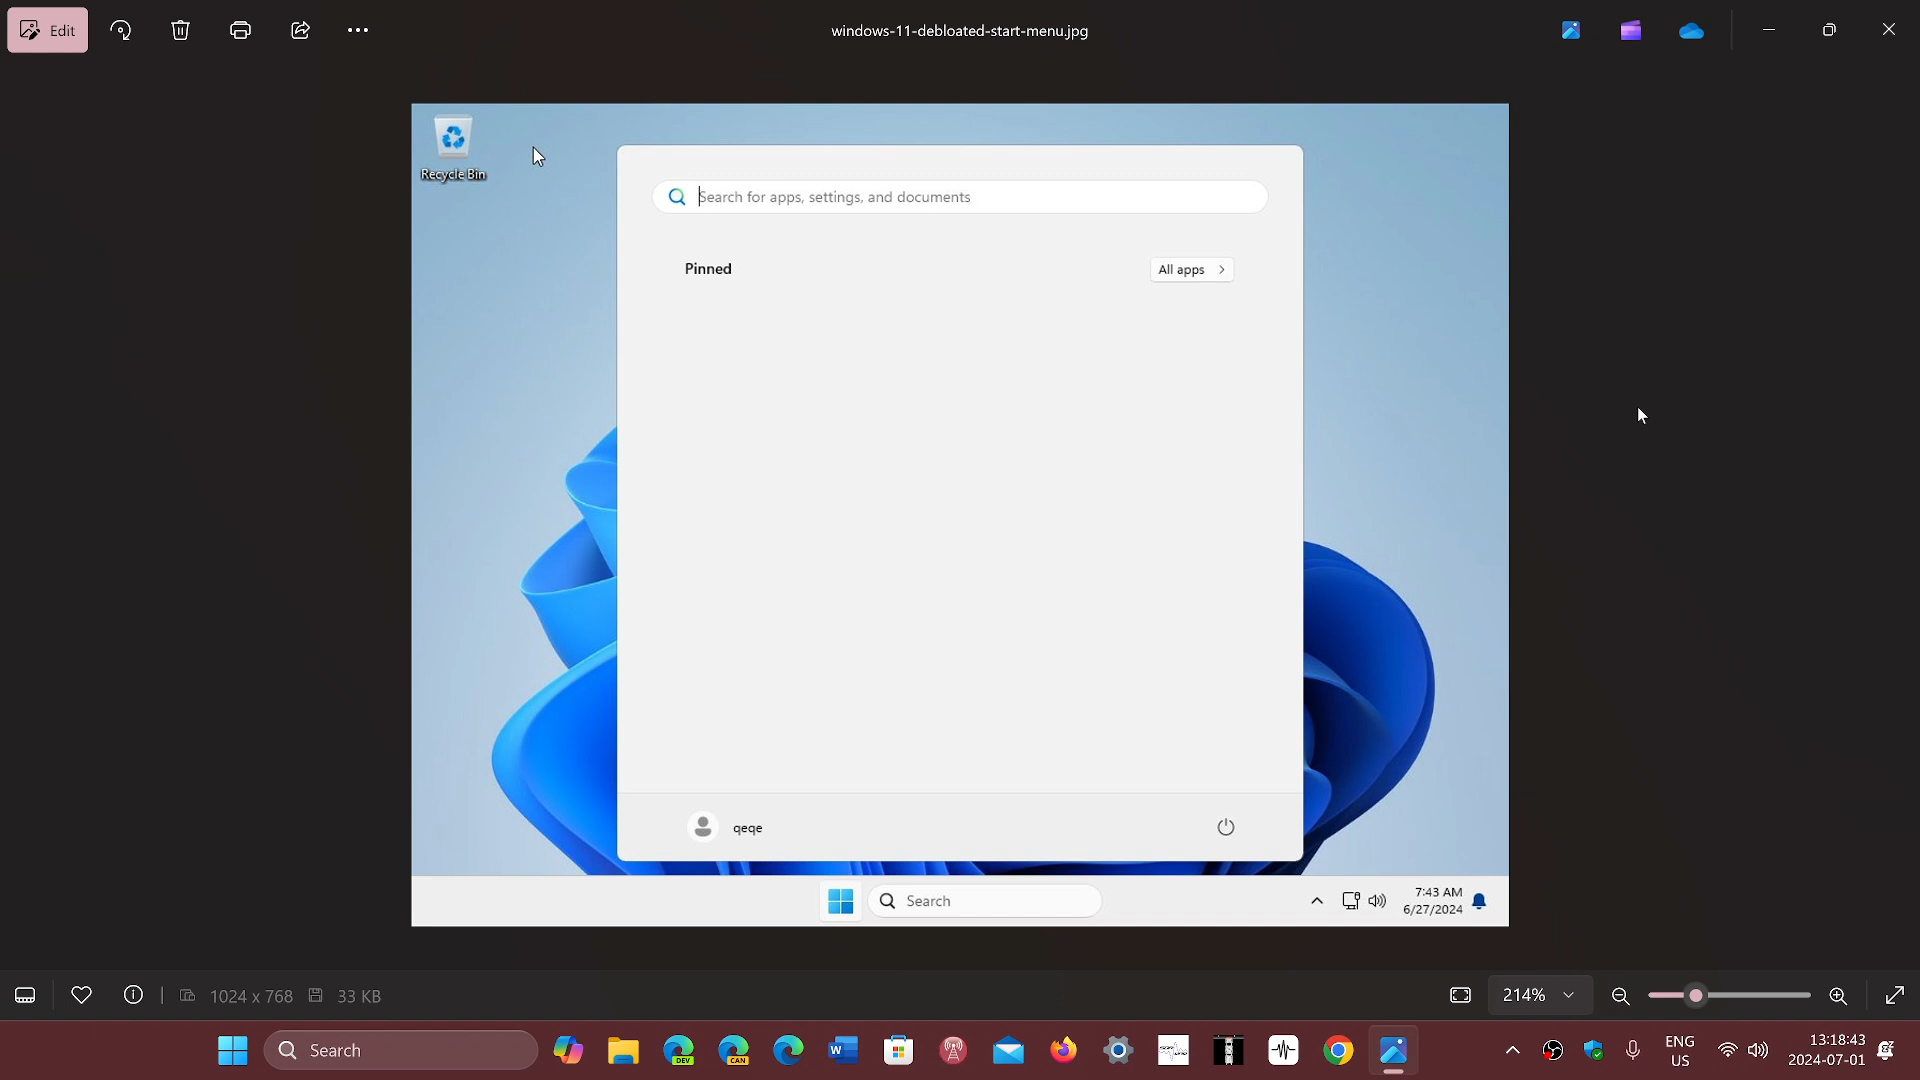 Edit
windows-11-debloated-start-menu.jpg
Recycle Bin
Search for apps, settings, and documents
Pinned
All apps
qeqe
Search
7:43 AM
6/27/2024
1024 x 768
33 KB
214%
Search
DEV
CAN
W
ENG
US
13:18:43
2024-07-01